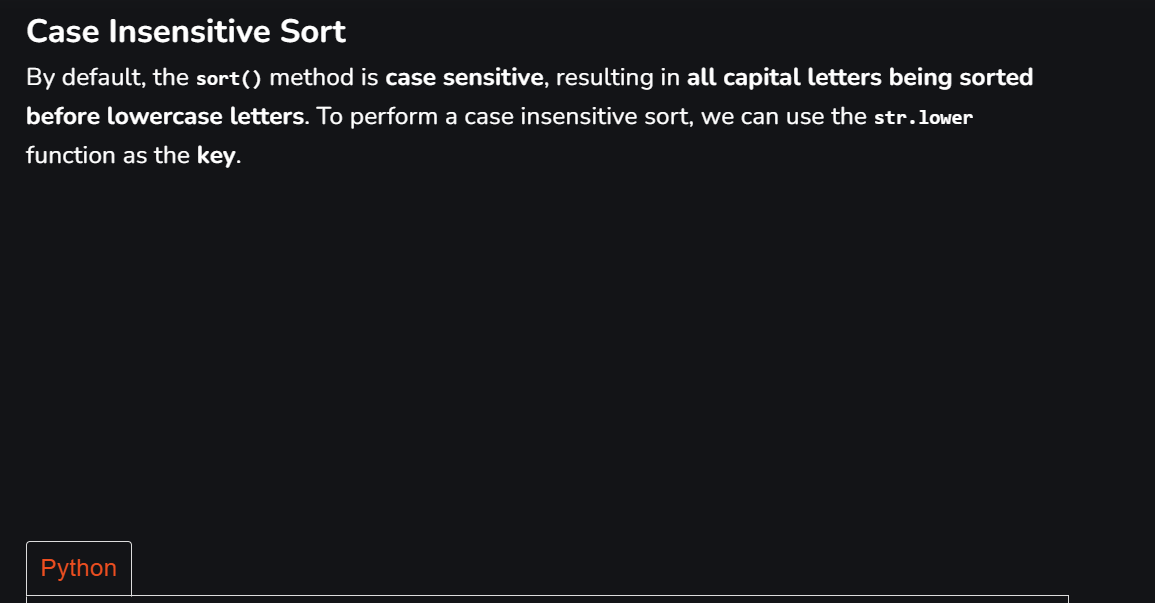 Case Insensitive Sort
By default, the sort() method is case sensitive, resulting in all capital letters being sorted
before lowercase letters. To perform a case insensitive sort, we can use the str.lower
function as the key.
Python